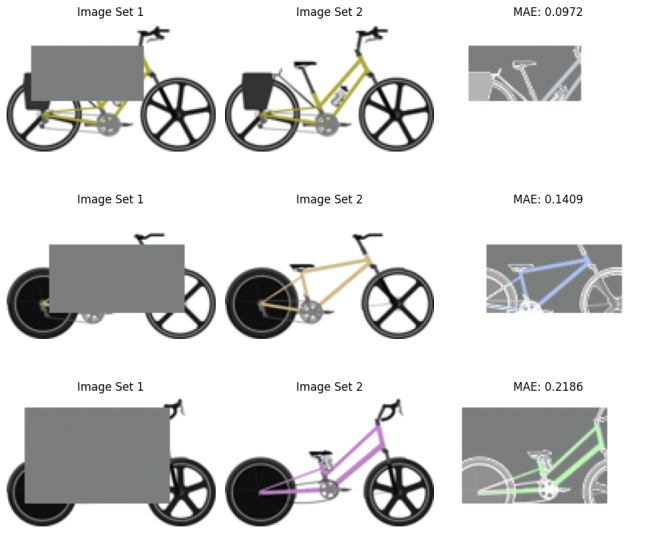 Image Set 1
Image Set 2
MAE: 0.0972
Image Set 1
Image Set 2
MAE: 0.1409
Image Set 1
Image Set 2
MAE: 0.2186